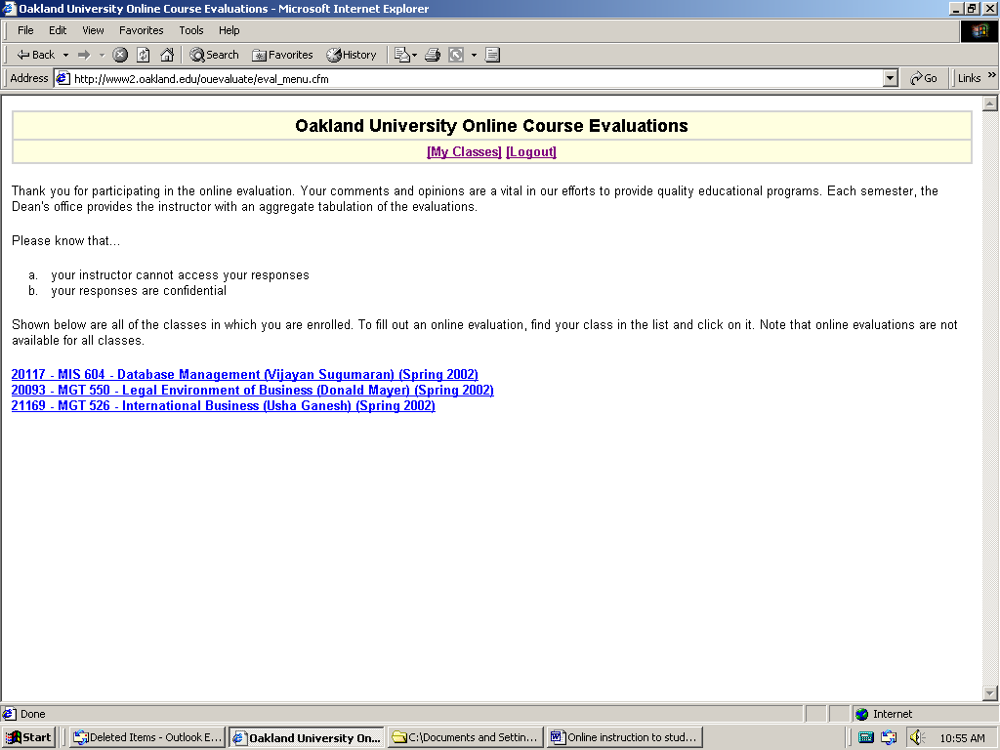 Oakland University Online Course Evaluations - Microsoft Internet Explorer
File Edit View Favorites Tools Help
Back Search Favorites History
Address http://www2.oakland.edu/ouevaluate/eval_menu.cfm Go Links »
Oakland University Online Course Evaluations
[My Classes] [Logout]
Thank you for participating in the online evaluation. Your comments and opinions are a vital in our efforts to provide quality educational programs. Each semester, the
Dean's office provides the instructor with an aggregate tabulation of the evaluations.
Please know that...
a. your instructor cannot access your responses
b. your responses are confidential
Shown below are all of the classes in which you are enrolled. To fill out an online evaluation, find your class in the list and click on it. Note that online evaluations are not
available for all classes.
20117 - MIS 604 - Database Management (Vijayan Sugumaran) (Spring 2002)
20093 - MGT 550 - Legal Environment of Business (Donald Mayer) (Spring 2002)
21169 - MGT 526 - International Business (Usha Ganesh) (Spring 2002)
Done Internet
Start Deleted Items - Outlook E... Oakland University On... C:\Documents and Settin... Online instruction to stud... 10:55 AM